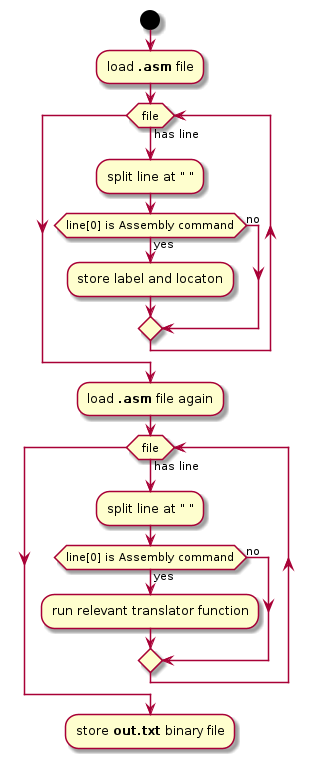 load .asm file
file
has line
split line at " "
line[0] is Assembly command
no
yes
store label and locaton
load .asm file again
file
has line
split line at " "
line[0] is Assembly command
no
yes
run relevant translator function
store out.txt binary file